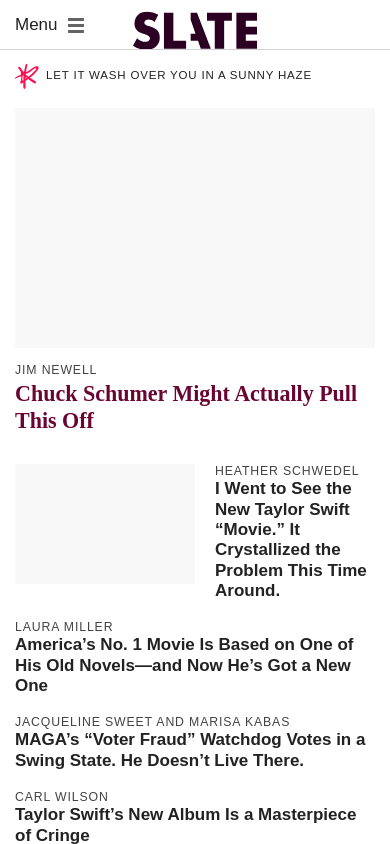 Menu
SLATE
LET IT WASH OVER YOU IN A SUNNY HAZE
JIM NEWELL
Chuck Schumer Might Actually Pull
This Off
HEATHER SCHWEDEL
I Went to See the
New Taylor Swift
“Movie.” It
Crystallized the
Problem This Time
Around.
LAURA MILLER
America’s No. 1 Movie Is Based on One of
His Old Novels—and Now He’s Got a New
One
JACQUELINE SWEET AND MARISA KABAS
MAGA’s “Voter Fraud” Watchdog Votes in a
Swing State. He Doesn’t Live There.
CARL WILSON
Taylor Swift’s New Album Is a Masterpiece
of Cringe